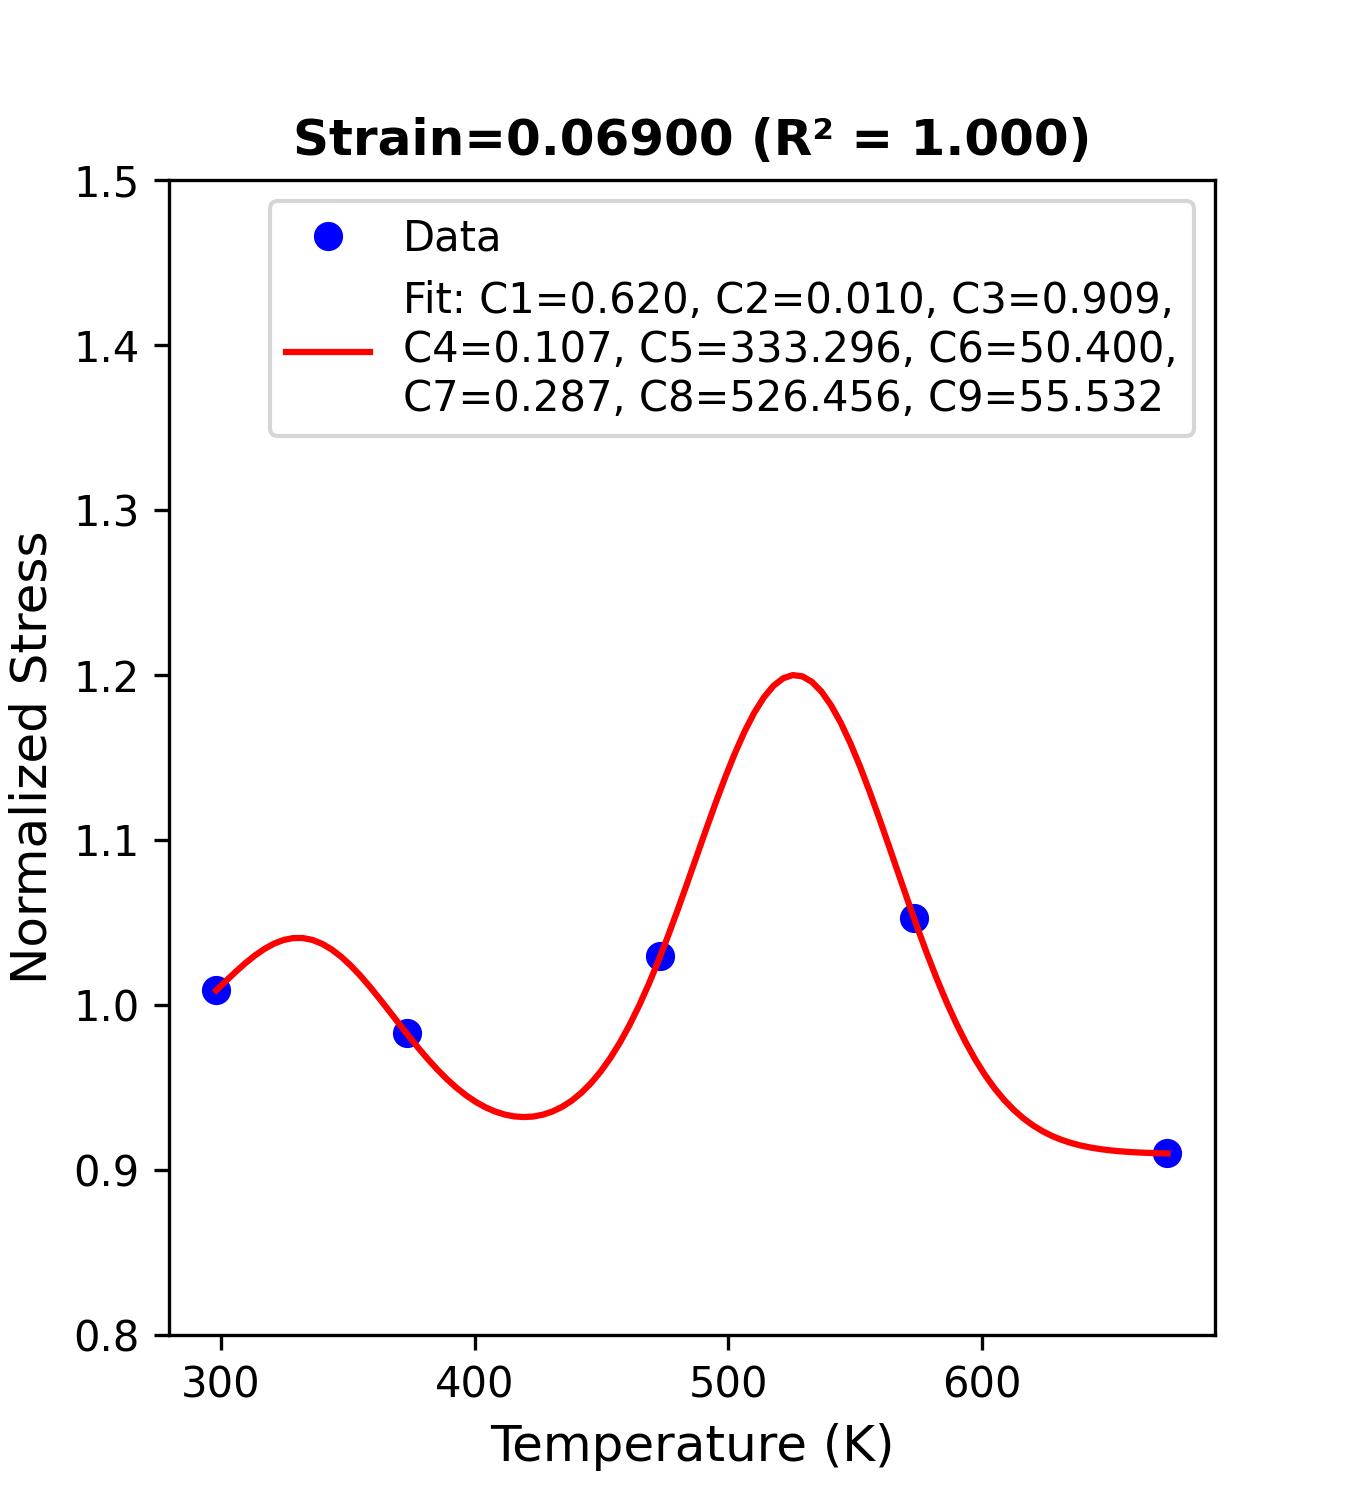 Strain=0.06900 (R² = 1.000)
Data
Fit: C1=0.620, C2=0.010, C3=0.909,
C4=0.107, C5=333.296, C6=50.400,
C7=0.287, C8=526.456, C9=55.532
Normalized Stress
1.5
1.4
1.3
1.2
1.1
1.0
0.9
0.8
300 400 500 600
Temperature (K)